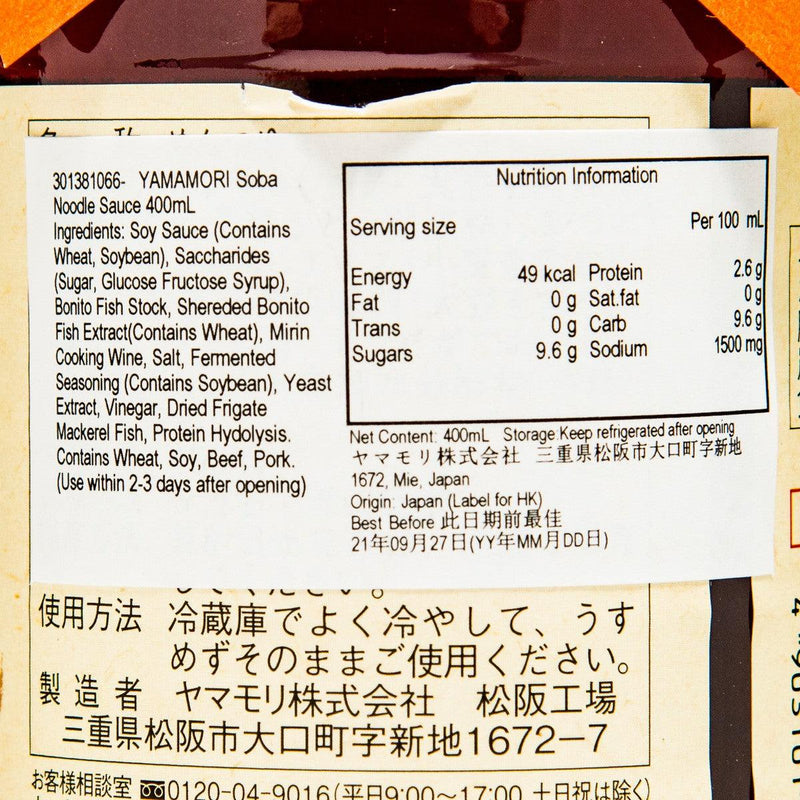 301381066- YAMAMORI Soba
Noodle Sauce 400mL
Ingredients: Soy Sauce (Contains
Wheat, Soybean), Saccharides
(Sugar, Glucose Fructose Syrup),
Bonito Fish Stock, Shereded Bonito
Fish Extract(Contains Wheat), Mirin
Cooking Wine, Salt, Fermented
Seasoning (Contains Soybean), Yeast
Extract, Vinegar, Dried Frigate
Mackerel Fish, Protein Hydolysis.
Contains Wheat, Soy, Beef, Pork.
(Use within 2-3 days after opening)
Nutrition Information
Serving size Per 100 mL
Energy 49 kcal Protein 2.6 g
Fat 0 g Sat.fat 0 g
Trans 0 g Carb 9.6 g
Sugars 9.6 g Sodium 1500 mg
Net Content: 400mL Storage:Keep refrigerated after opening
ヤマモリ株式会社 三重県松阪市大口町字新地
1672, Mie, Japan
Origin: Japan (Label for HK)
Best Before 此日期前最佳
21年09月27日(YY年MM月DD日)
してください。
使用方法 冷蔵庫でよく冷やして、うす
めずそのままご使用ください。
製造者 ヤマモリ株式会社 松阪工場
三重県松阪市大口町字新地1672-7
お客様相談室 0120-04-9016(平日9:00~17:00 土日祝は除く)